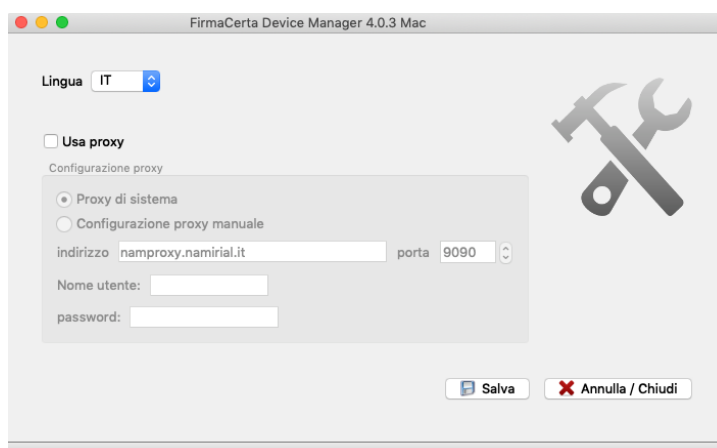 FirmaCerta Device Manager 4.0.3 Mac
Lingua IT
Usa proxy
Configurazione proxy
Proxy di sistema
Configurazione proxy manuale
indirizzo namproxy.namirial.it porta 9090
Nome utente:
password:
Salva Annulla / Chiudi